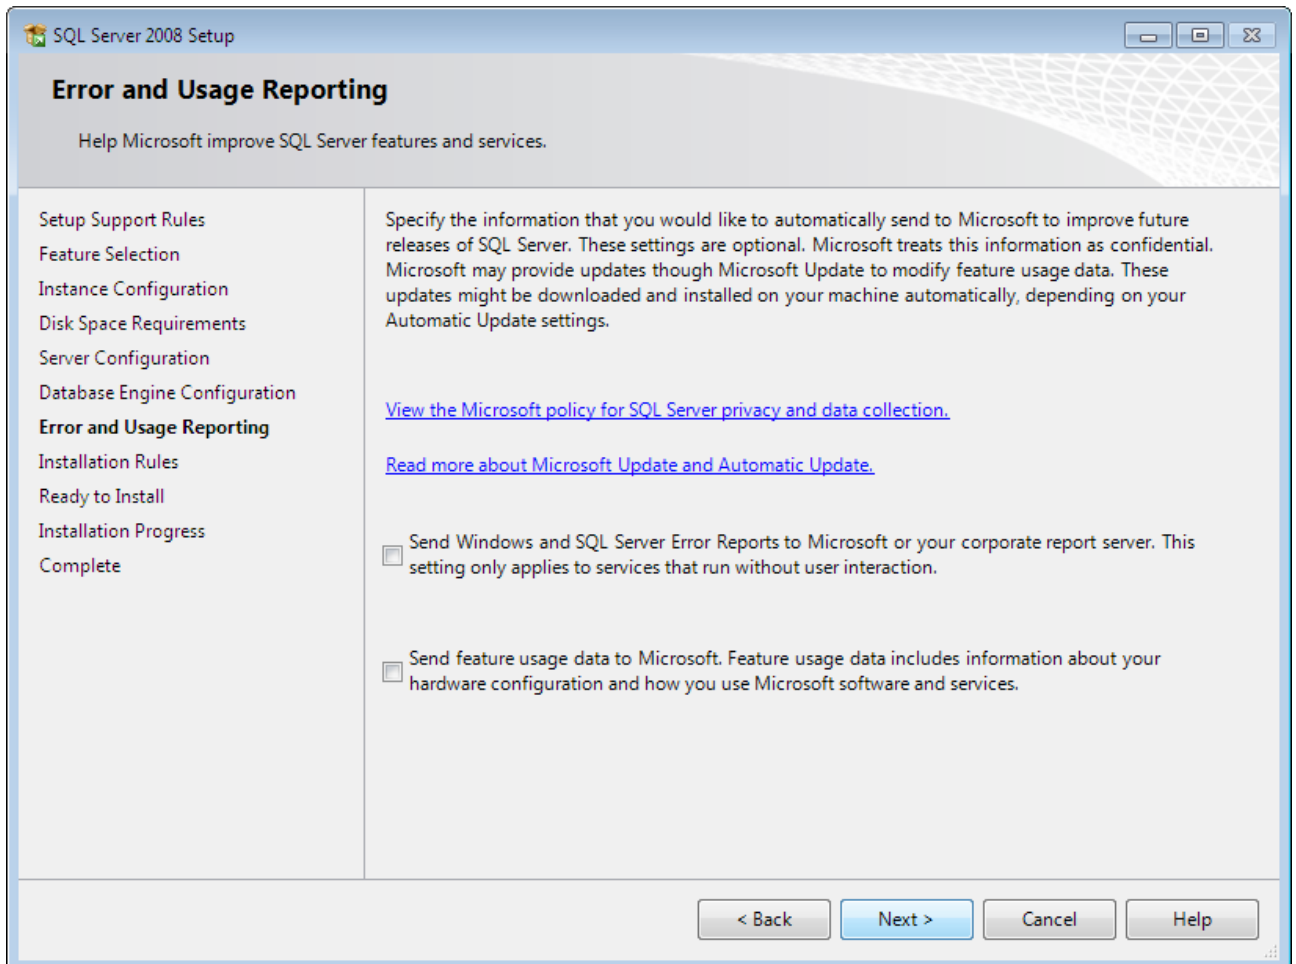 SQL Server 2008 Setup
Error and Usage Reporting
Help Microsoft improve SQL Server features and services.
Setup Support Rules
Feature Selection
Instance Configuration
Disk Space Requirements
Server Configuration
Database Engine Configuration
Error and Usage Reporting
Installation Rules
Ready to Install
Installation Progress
Complete
Specify the information that you would like to automatically send to Microsoft to improve future
releases of SQL Server. These settings are optional. Microsoft treats this information as confidential.
Microsoft may provide updates though Microsoft Update to modify feature usage data. These
updates might be downloaded and installed on your machine automatically, depending on your
Automatic Update settings.
View the Microsoft policy for SQL Server privacy and data collection.
Read more about Microsoft Update and Automatic Update.
Send Windows and SQL Server Error Reports to Microsoft or your corporate report server. This
setting only applies to services that run without user interaction.
Send feature usage data to Microsoft. Feature usage data includes information about your
hardware configuration and how you use Microsoft software and services.
< Back
Next >
Cancel
Help